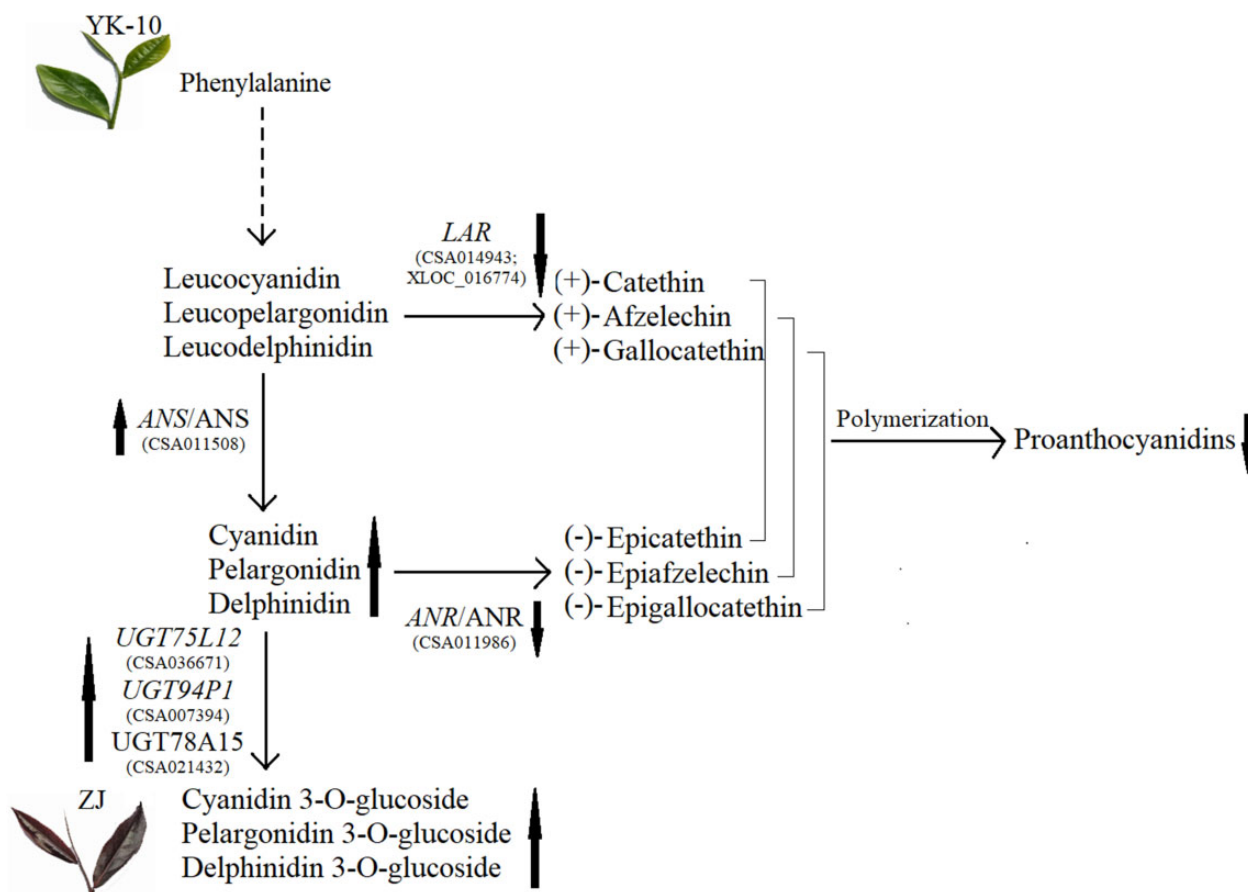 YK-10
Phenylalanine
LAR
(CSA014943;
XLOC_016774)
Leucocyanidin
Leucopelargonidin
Leucodelphinidin
(+)-Catethin
(+)-Afzelechin
(+)-Gallocatethin
ANS/ANS
(CSA011508)
Polymerization
Proanthocyanidins
Cyanidin
Pelargonidin
Delphinidin
(-)-Epicatethin
(-)-Epiafzelechin
(-)-Epigallocatethin
ANR/ANR
(CSA011986)
UGT75L12
(CSA036671)
UGT94P1
(CSA007394)
UGT78A15
(CSA021432)
ZJ
Cyanidin 3-O-glucoside
Pelargonidin 3-O-glucoside
Delphinidin 3-O-glucoside